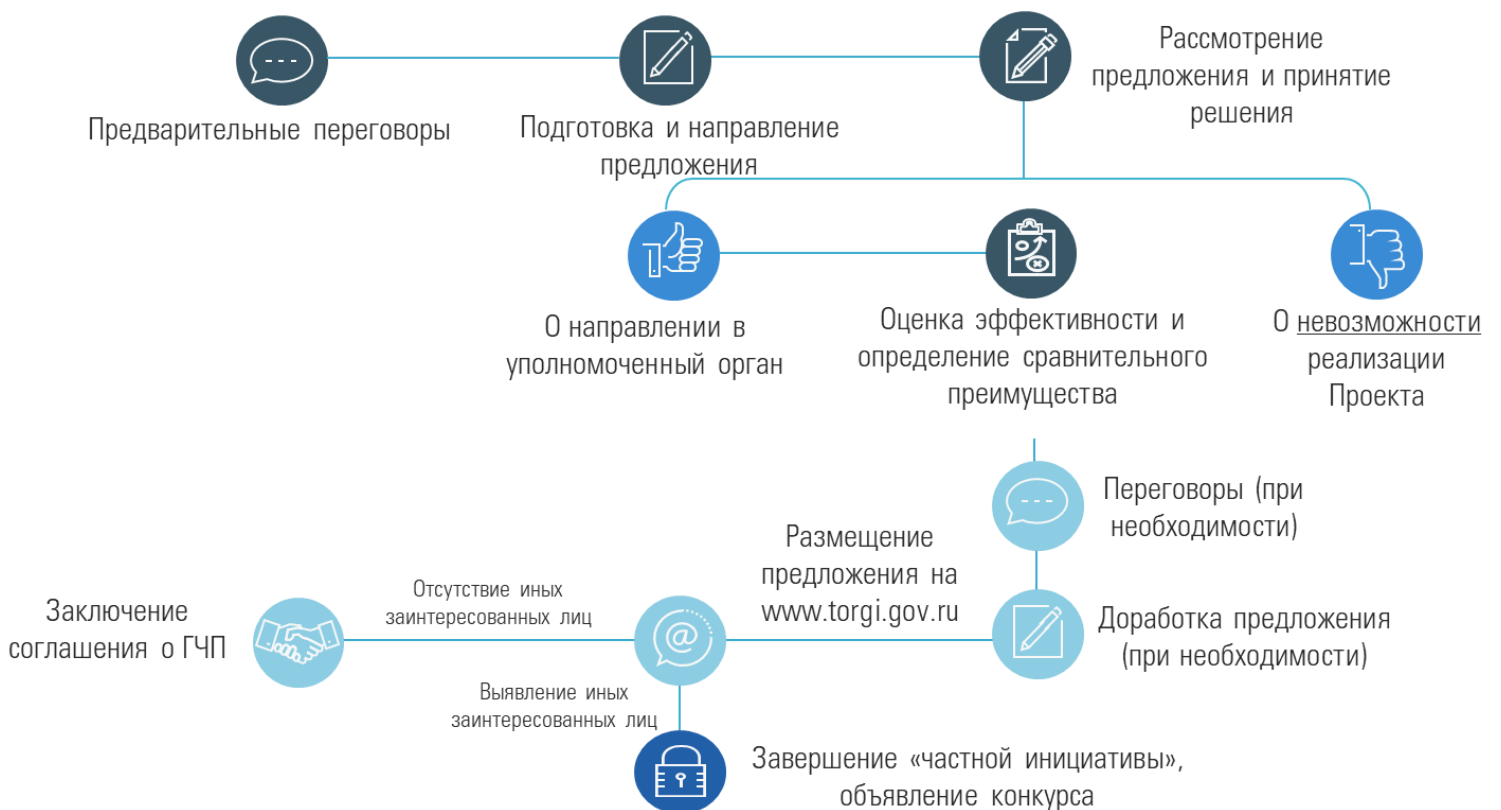 Предварительные переговоры
Подготовка и направление
предложения
Рассмотрение
предложения и принятие
решения
О направлении в
уполномоченный орган
Оценка эффективности и
определение сравнительного
преимущества
О невозможности
реализации
Проекта
Переговоры (при
необходимости)
Доработка предложения
(при необходимости)
Размещение
предложения на
www.torgi.gov.ru
Отсутствие иных
заинтересованных лиц
Заключение
соглашения о ГЧП
Выявление иных
заинтересованных лиц
Завершение «частной инициативы»,
объявление конкурса